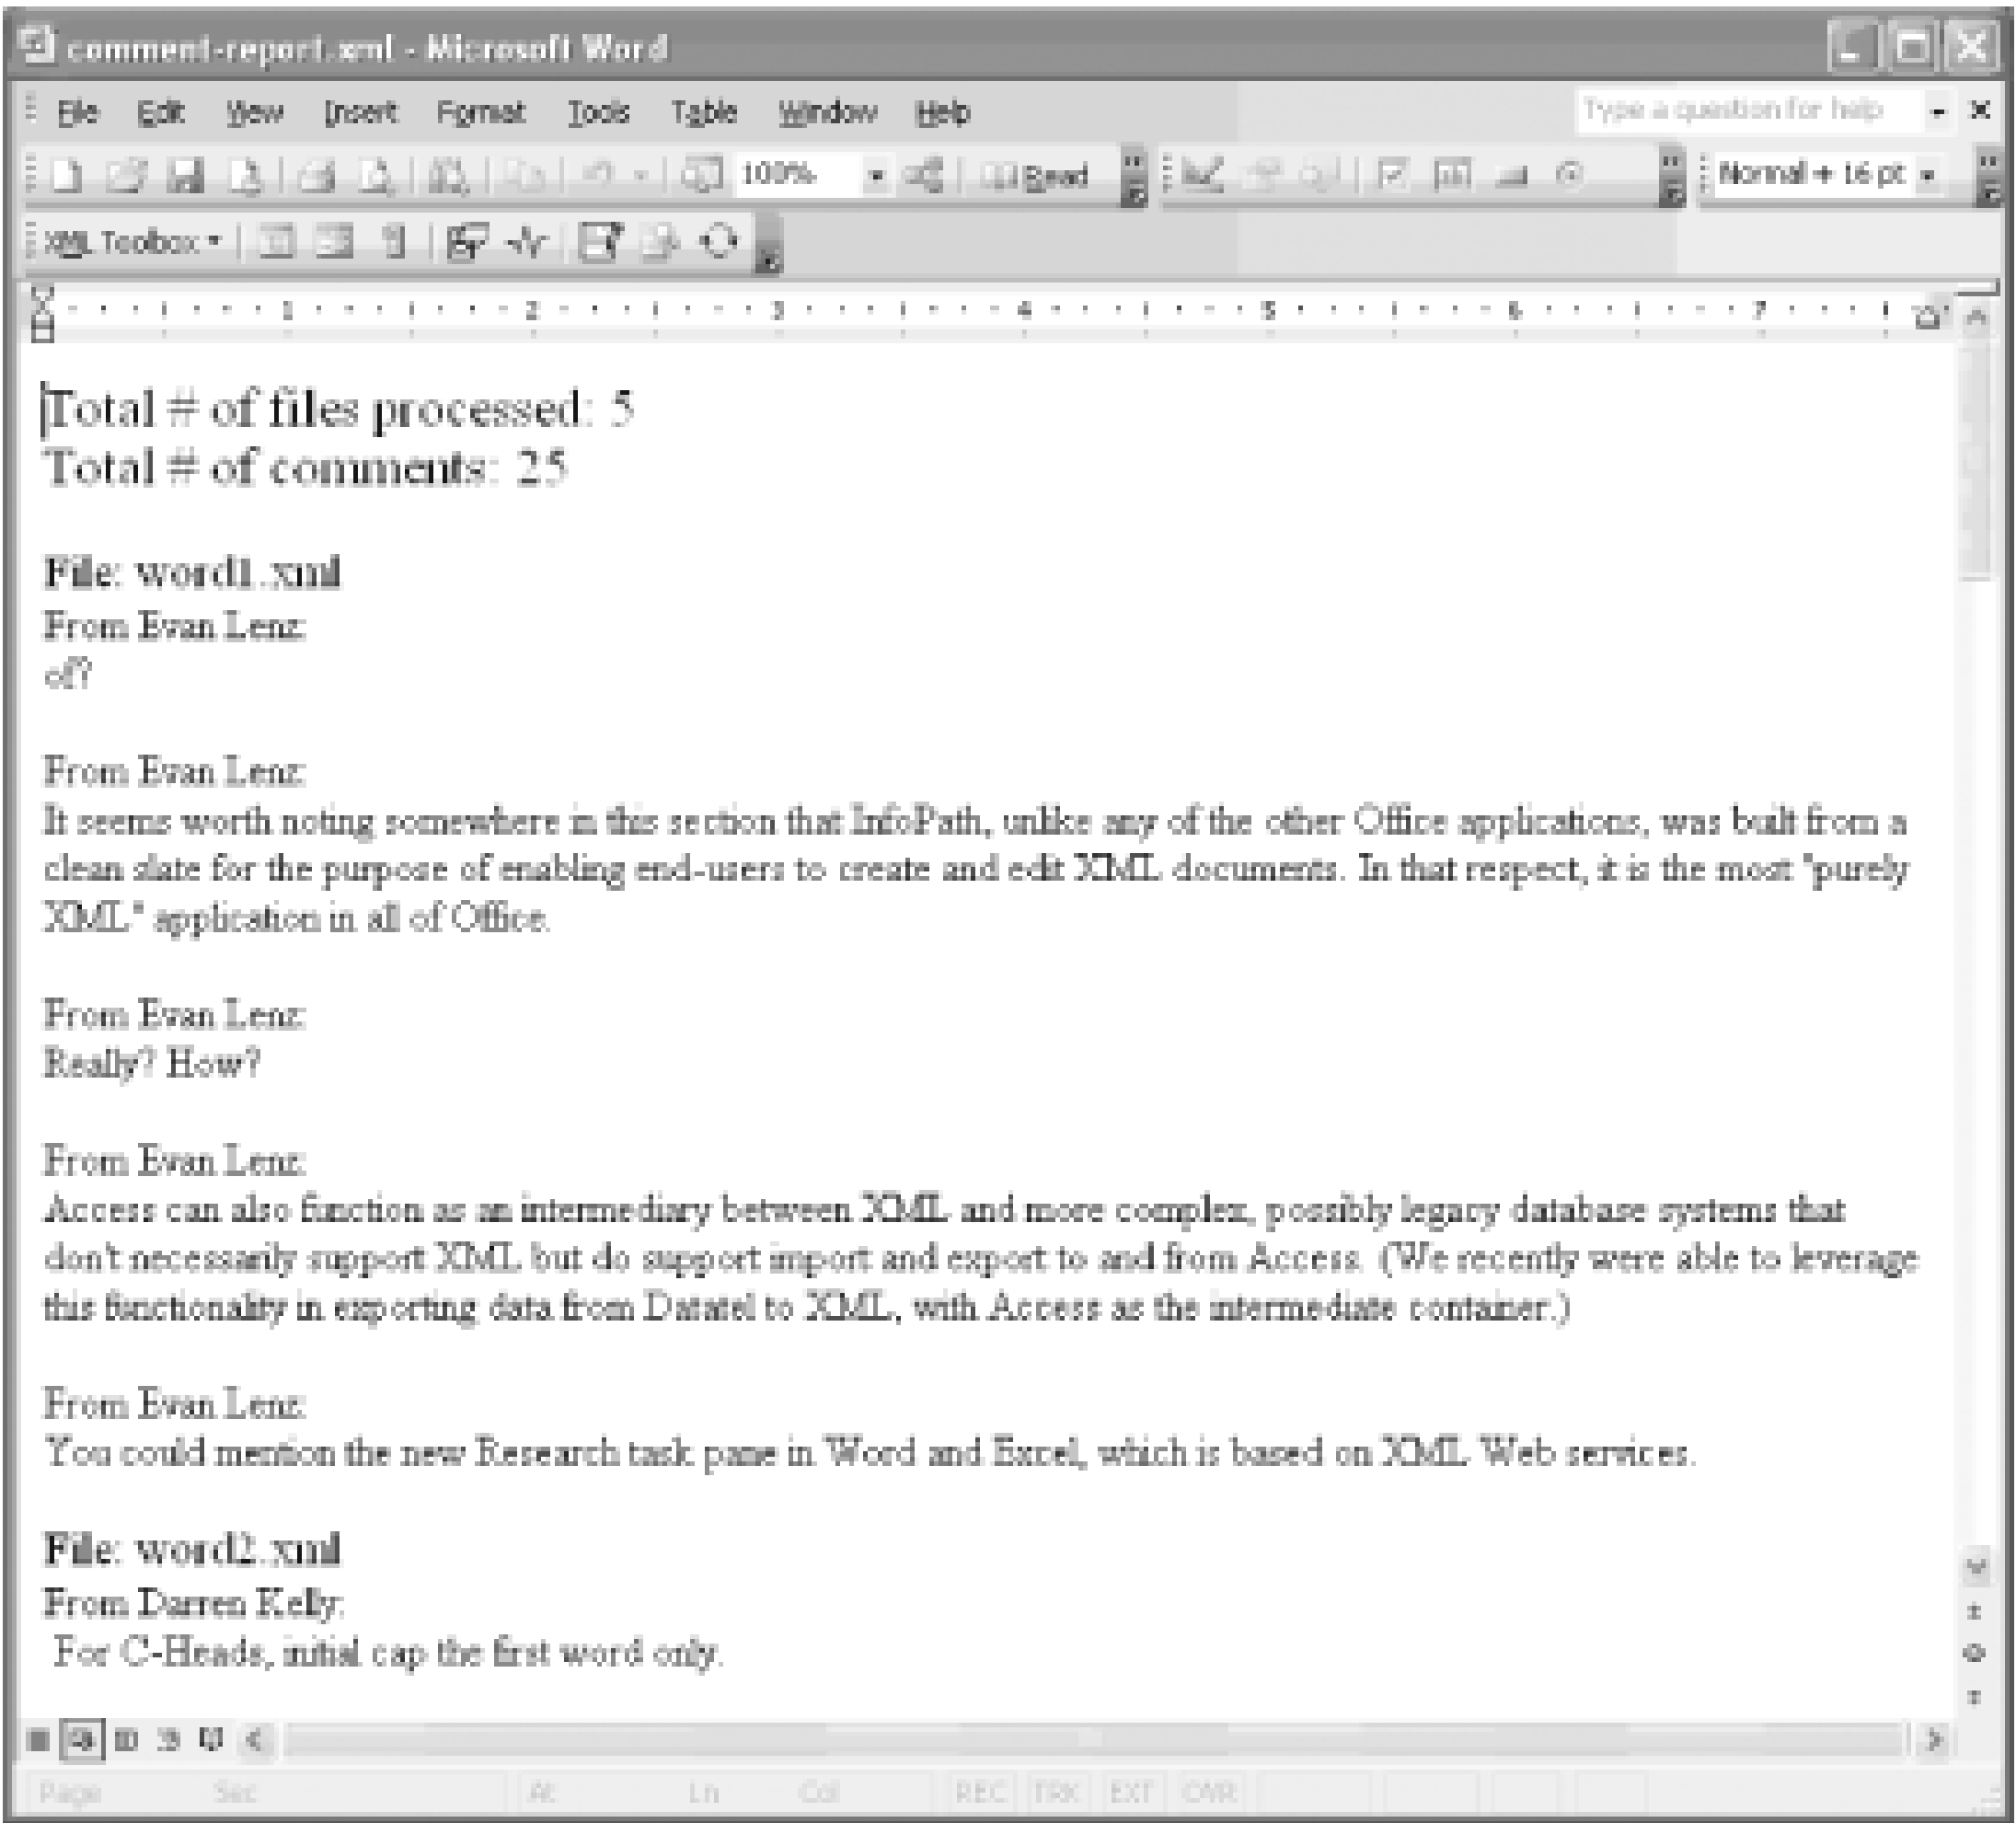 comment-report.xml - Microsoft Word
File Edit View Insert Format Tools Table Window Help
Type a question for help
100% Read Normal + 16 pt
XML Toolbox
1 2 3 4 5 6 7
Total # of files processed: 5
Total # of comments: 25
File: word1.xml
From Evan Lenz:
of?
From Evan Lenz:
It seems worth noting somewhere in this section that InfoPath, unlike any of the other Office applications, was built from a
clean slate for the purpose of enabling end-users to create and edit XML documents. In that respect, it is the most "purely
XML" application in all of Office.
From Evan Lenz:
Really? How?
From Evan Lenz:
Access can also function as an intermediary between XML and more complex, possibly legacy database systems that
don't necessarily support XML but do support import and export to and from Access. (We recently were able to leverage
this functionality in exporting data from Datatel to XML, with Access as the intermediate container.)
From Evan Lenz:
You could mention the new Research task pane in Word and Excel, which is based on XML Web services.
File: word2.xml
From Darren Kelly:
For C-Heads, initial cap the first word only.
Page Sec At Ln Col REC TRK EXT OVR